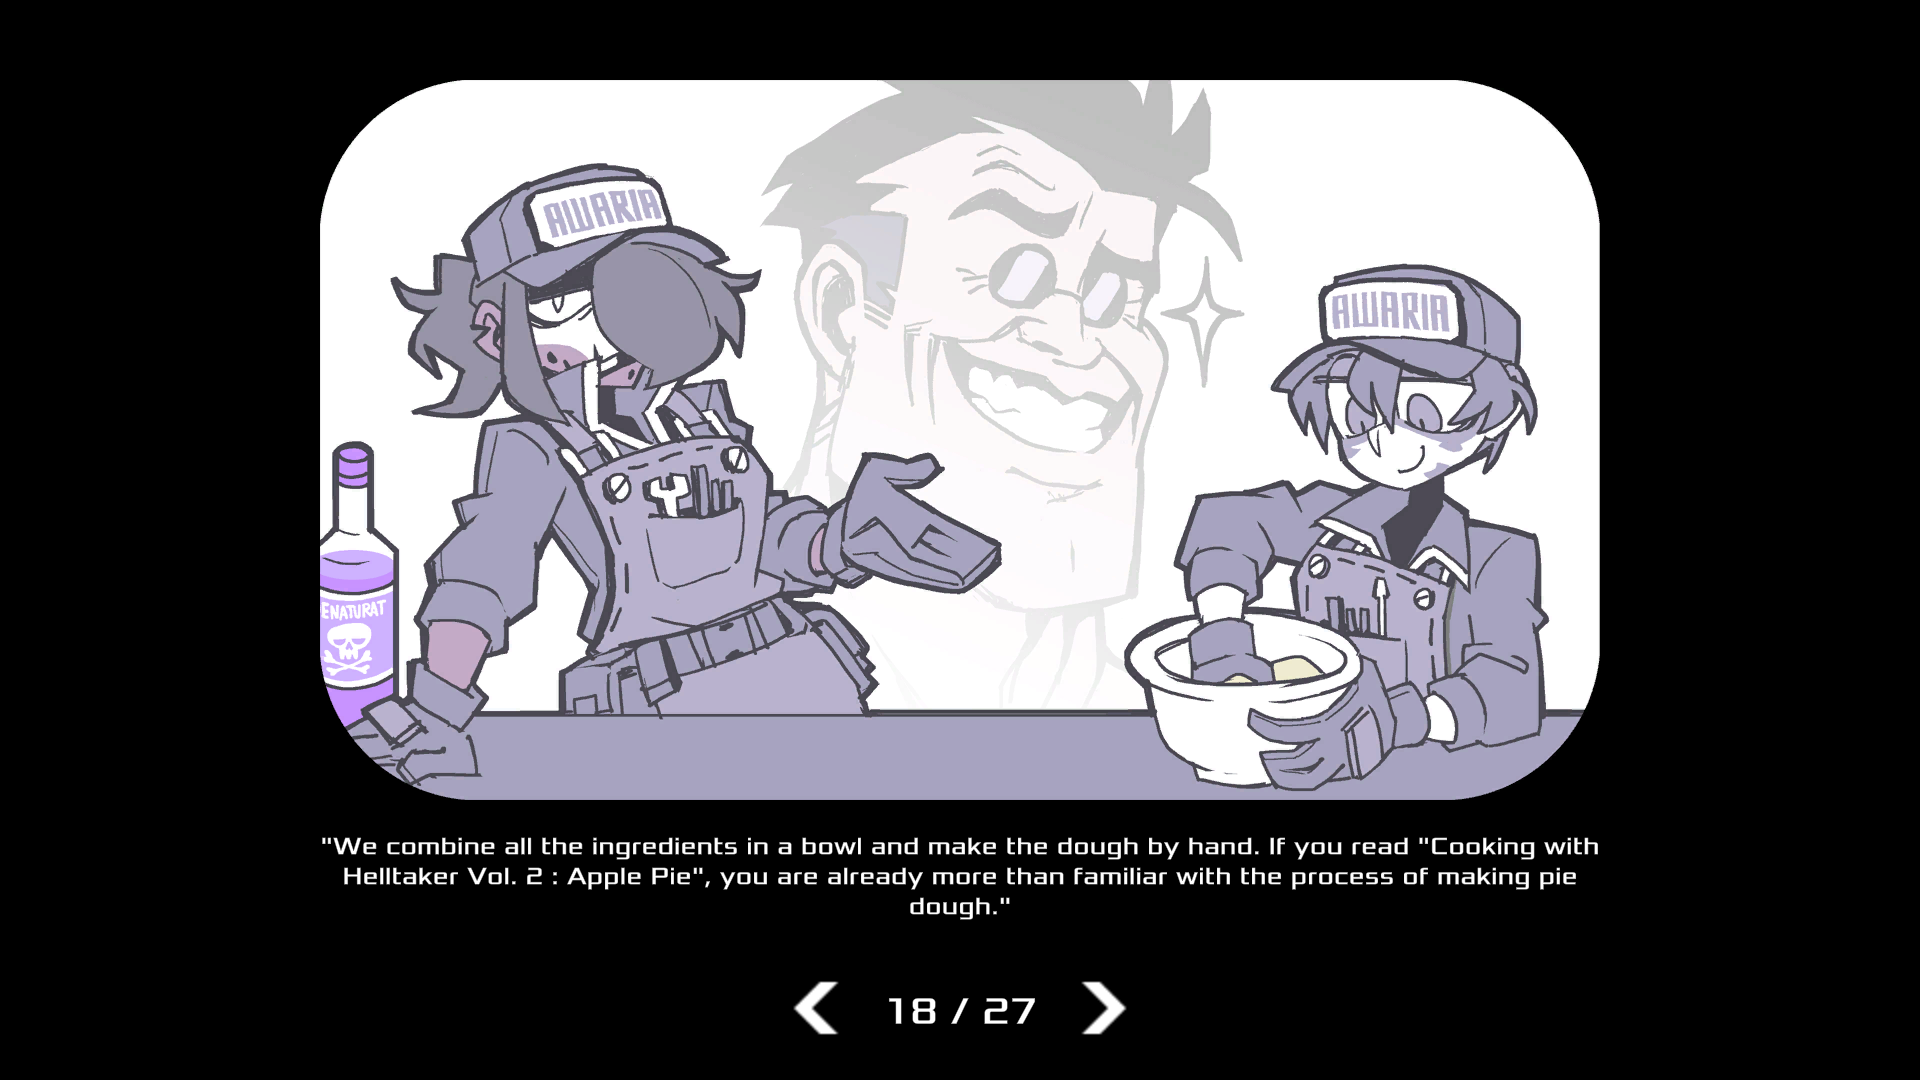 AWARIA
AWARIA
ENATURAT
"We combine all the ingredients in a bowl and make the dough by hand. If you read "Cooking with
Helltaker Vol. 2 : Apple Pie", you are already more than familiar with the process of making pie
dough."
18 / 27